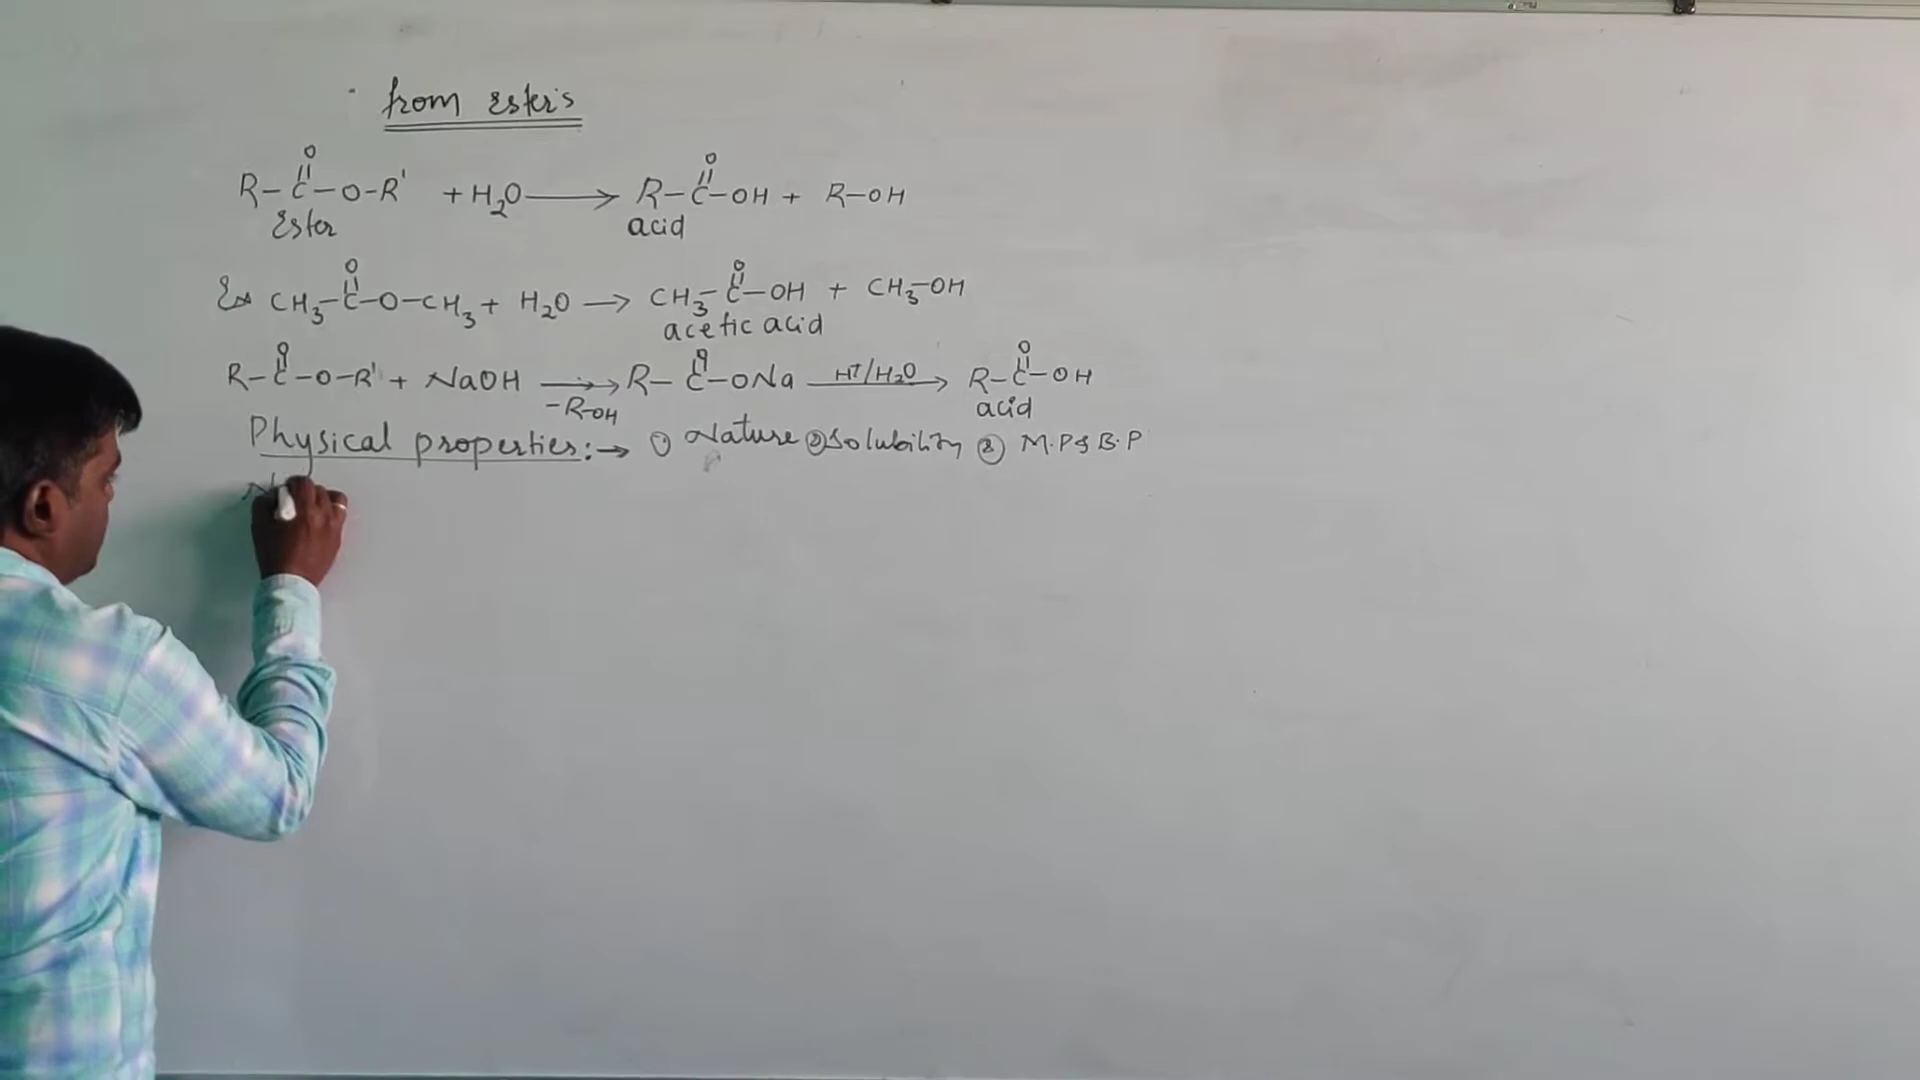 from Esters
O
R-C-O-R' + H2O ⟶ R-C-OH + R-OH
Ester acid
Ex CH3-C-O-CH3 + H2O → CH3-C-OH + CH3-OH
acetic acid
R-C-O-R' + NaOH → R-C-ONa H+/H2O → R-C-OH
-R-OH acid
Physical properties:→ ① Nature ② Solubility ③ M.P & B.P